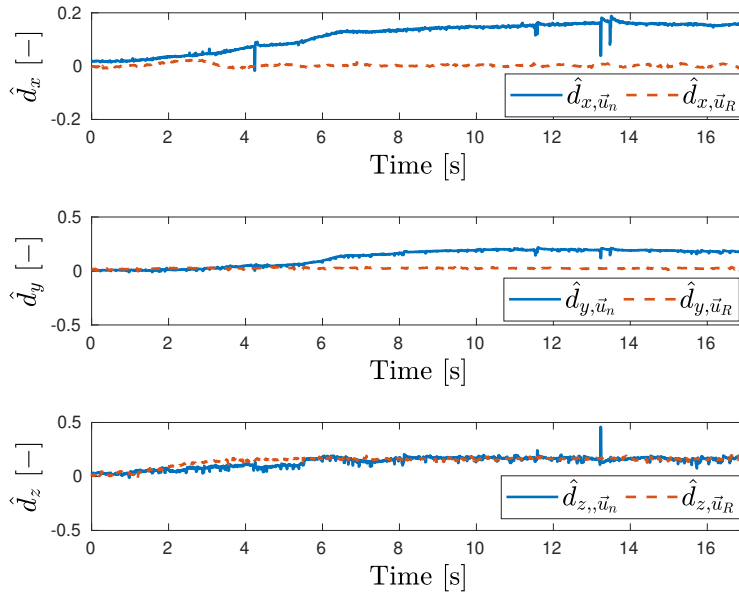 0.2
0
-0.2
d̂_x [−]
d̂_{x,u⃗_n} d̂_{x,u⃗_R}
0 2 4 6 8 10 12 14 16
Time [s]
0.5
0
-0.5
d̂_y [−]
d̂_{y,u⃗_n} d̂_{y,u⃗_R}
0 2 4 6 8 10 12 14 16
Time [s]
0.5
0
-0.5
d̂_z [−]
d̂_{z,,u⃗_n} d̂_{z,u⃗_R}
0 2 4 6 8 10 12 14 16
Time [s]